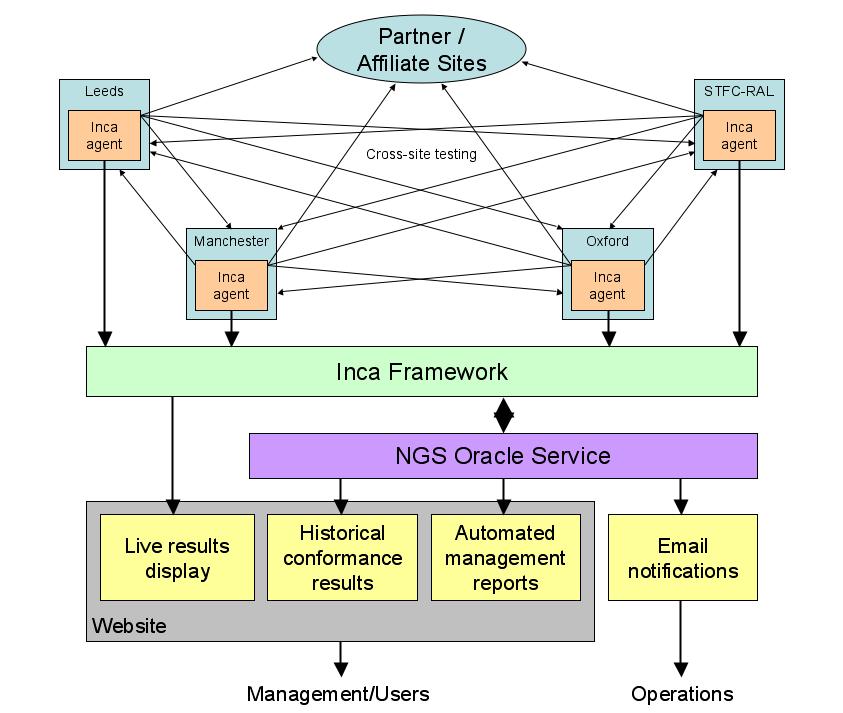 Partner /
Affiliate Sites
Leeds
STFC-RAL
Inca
agent
Inca
agent
Cross-site testing
Manchester
Oxford
Inca
agent
Inca
agent
Inca Framework
NGS Oracle Service
Live results
display
Historical
conformance
results
Automated
management
reports
Email
notifications
Website
Management/Users
Operations